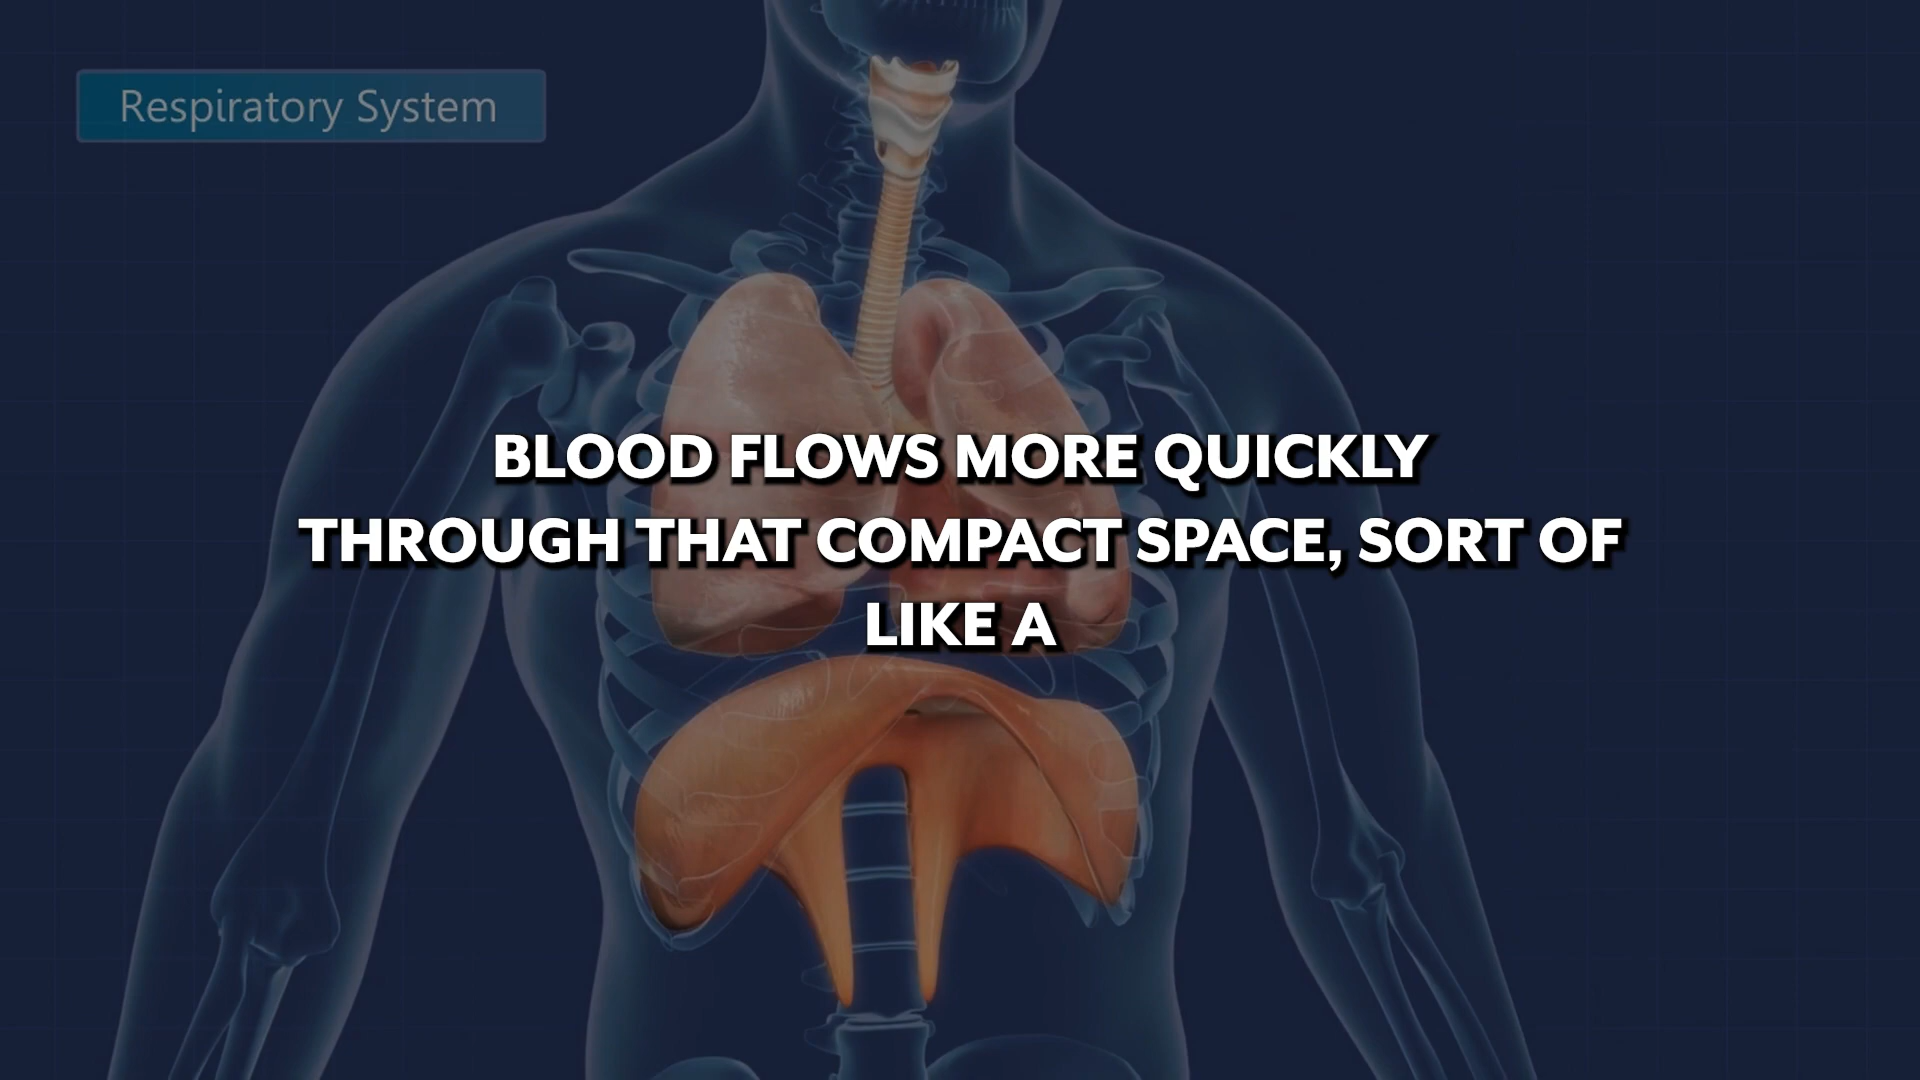 Respiratory System
BLOOD FLOWS MORE QUICKLY
THROUGH THAT COMPACT SPACE, SORT OF
LIKE A